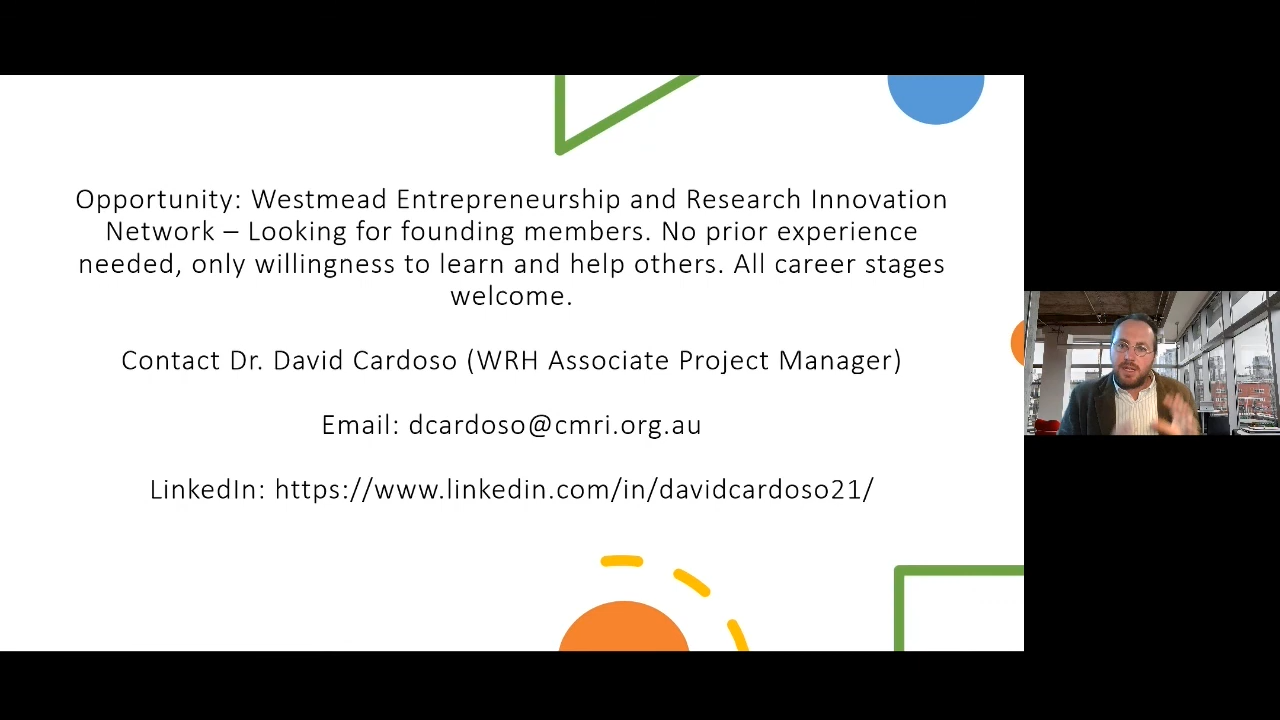 Opportunity: Westmead Entrepreneurship and Research Innovation
Network – Looking for founding members. No prior experience
needed, only willingness to learn and help others. All career stages
welcome.
Contact Dr. David Cardoso (WRH Associate Project Manager)
Email: dcardoso@cmri.org.au
LinkedIn: https://www.linkedin.com/in/davidcardoso21/